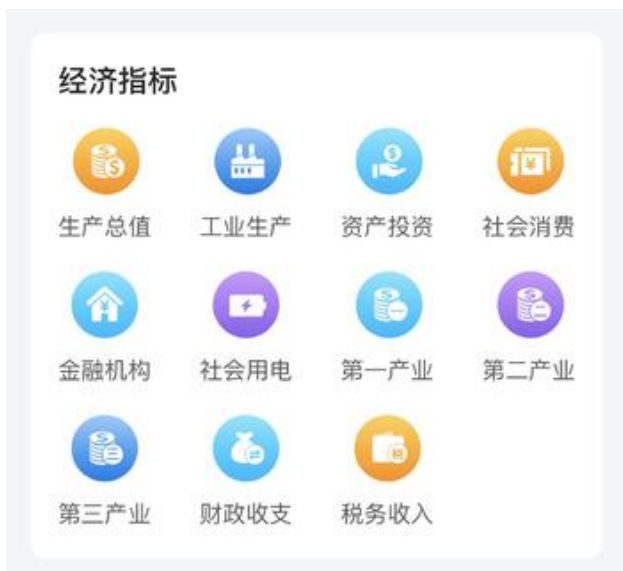 经济指标
生产总值 工业生产 资产投资 社会消费
金融机构 社会用电 第一产业 第二产业
第三产业 财政收支 税务收入